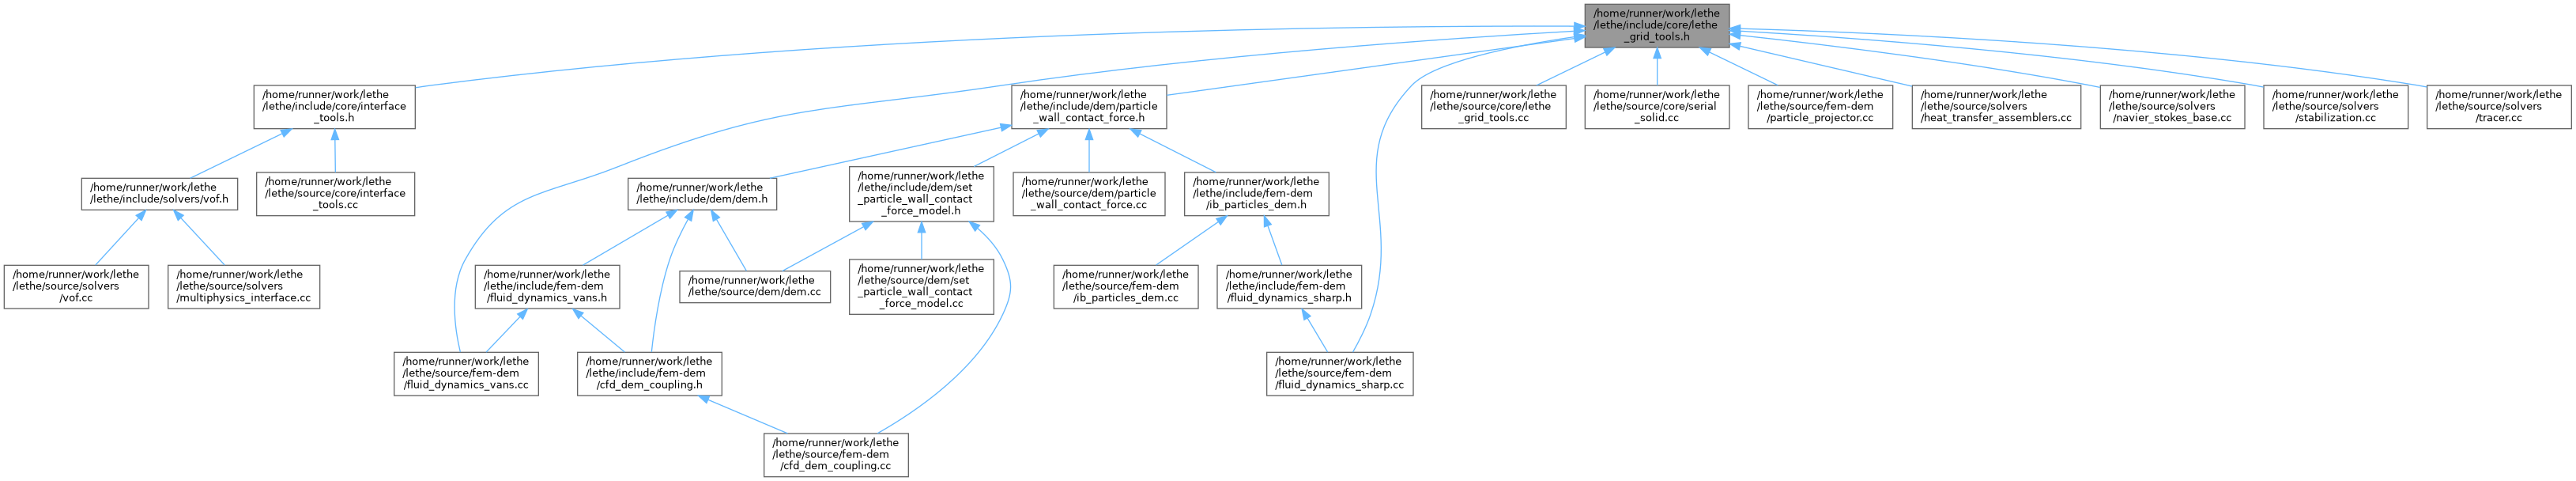 /home/runner/work/lethe
/lethe/include/core/lethe
_grid_tools.h
/home/runner/work/lethe
/lethe/include/core/interface
_tools.h
/home/runner/work/lethe
/lethe/include/dem/particle
_wall_contact_force.h
/home/runner/work/lethe
/lethe/source/core/lethe
_grid_tools.cc
/home/runner/work/lethe
/lethe/source/core/serial
_solid.cc
/home/runner/work/lethe
/lethe/source/fem-dem
/particle_projector.cc
/home/runner/work/lethe
/lethe/source/solvers
/heat_transfer_assemblers.cc
/home/runner/work/lethe
/lethe/source/solvers
/navier_stokes_base.cc
/home/runner/work/lethe
/lethe/source/solvers
/stabilization.cc
/home/runner/work/lethe
/lethe/source/solvers
/tracer.cc
/home/runner/work/lethe
/lethe/include/solvers/vof.h
/home/runner/work/lethe
/lethe/source/core/interface
_tools.cc
/home/runner/work/lethe
/lethe/include/dem/dem.h
/home/runner/work/lethe
/lethe/include/dem/set
_particle_wall_contact
_force_model.h
/home/runner/work/lethe
/lethe/source/dem/particle
_wall_contact_force.cc
/home/runner/work/lethe
/lethe/include/fem-dem
/ib_particles_dem.h
/home/runner/work/lethe
/lethe/source/solvers
/vof.cc
/home/runner/work/lethe
/lethe/source/solvers
/multiphysics_interface.cc
/home/runner/work/lethe
/lethe/include/fem-dem
/fluid_dynamics_vans.h
/home/runner/work/lethe
/lethe/source/dem/dem.cc
/home/runner/work/lethe
/lethe/source/dem/set
_particle_wall_contact
_force_model.cc
/home/runner/work/lethe
/lethe/source/fem-dem
/ib_particles_dem.cc
/home/runner/work/lethe
/lethe/include/fem-dem
/fluid_dynamics_sharp.h
/home/runner/work/lethe
/lethe/source/fem-dem
/fluid_dynamics_vans.cc
/home/runner/work/lethe
/lethe/include/fem-dem
/cfd_dem_coupling.h
/home/runner/work/lethe
/lethe/source/fem-dem
/fluid_dynamics_sharp.cc
/home/runner/work/lethe
/lethe/source/fem-dem
/cfd_dem_coupling.cc